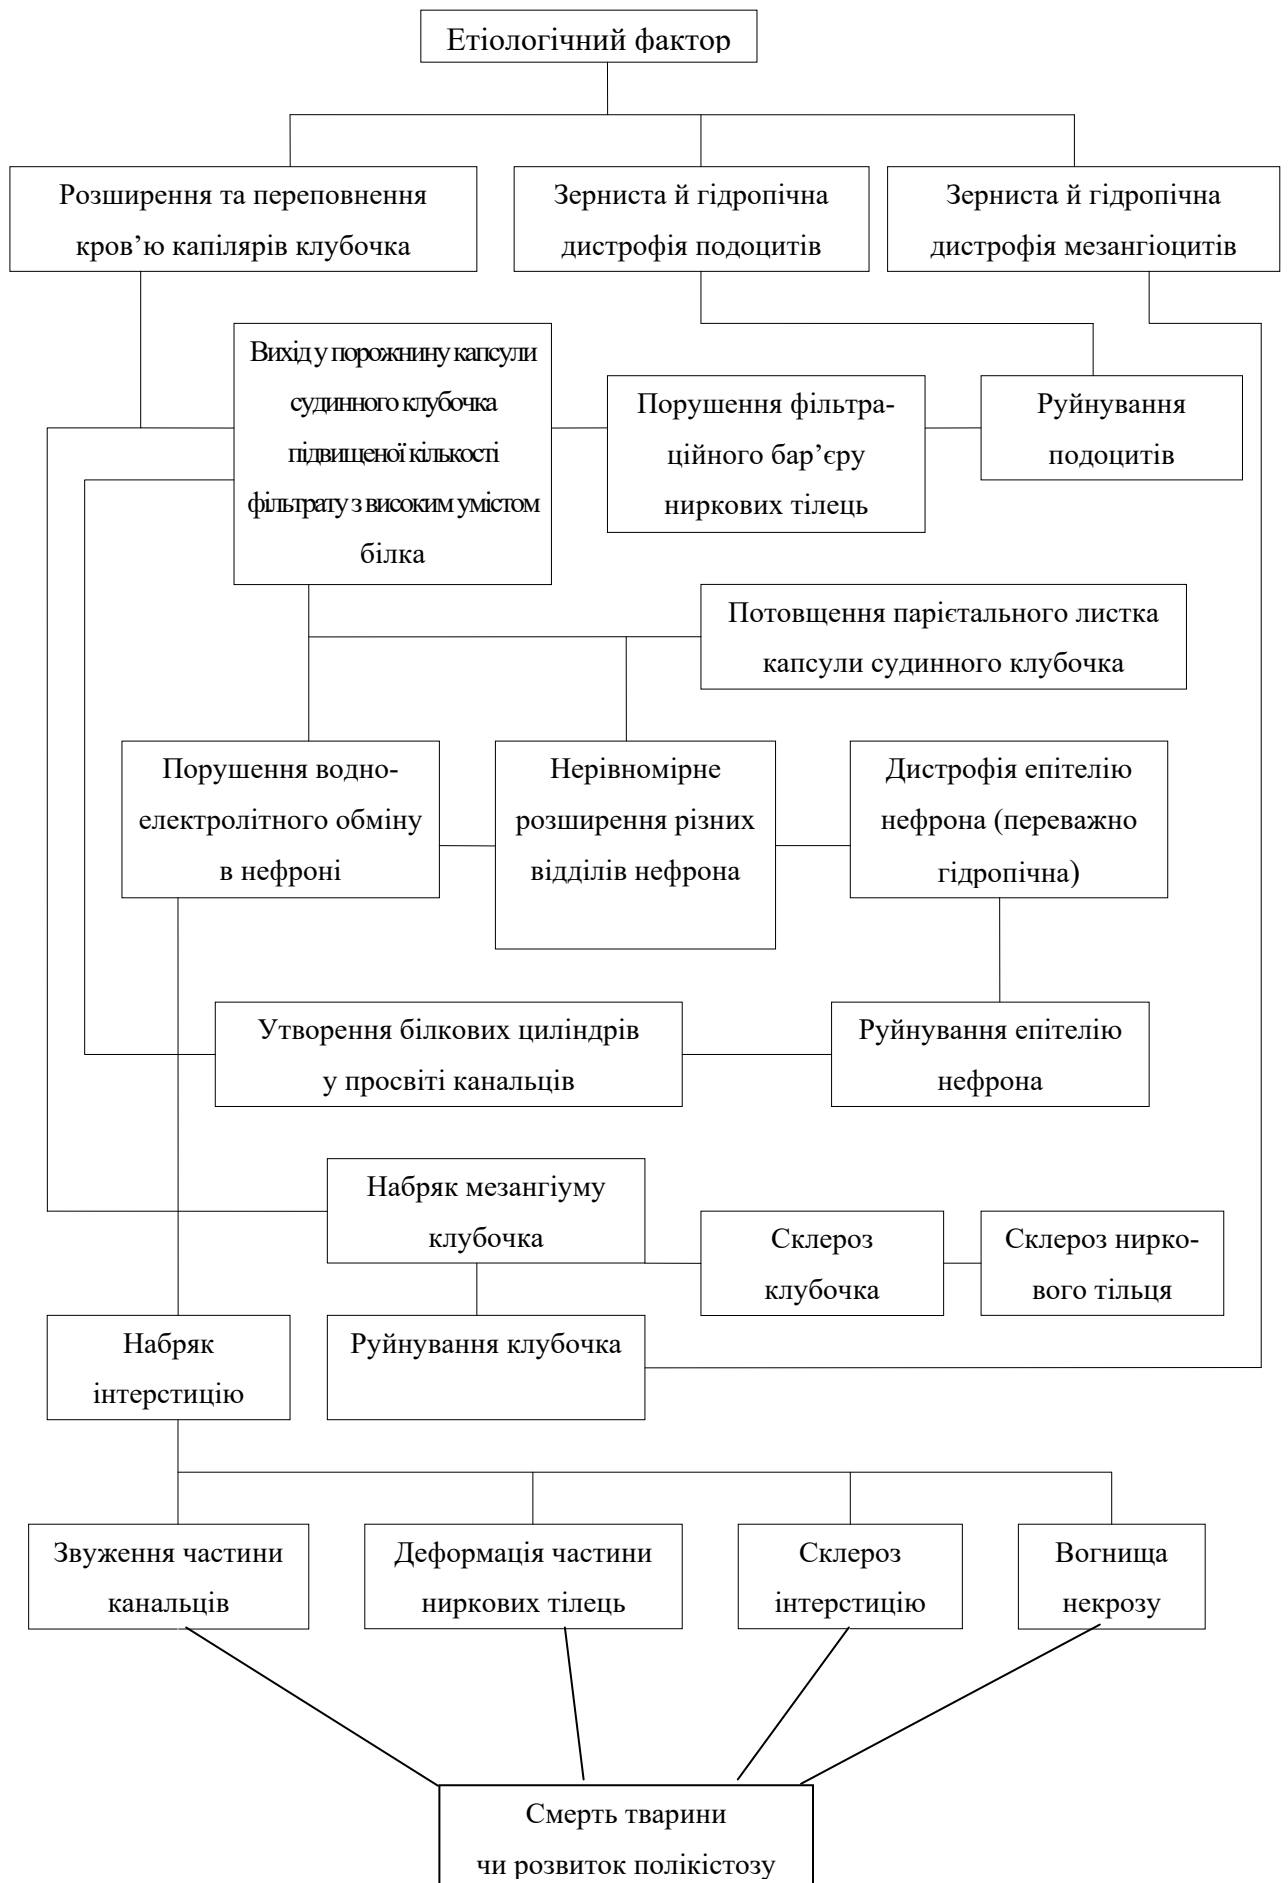 Етіологічний фактор
Розширення та переповнення
кров’ю капілярів клубочка
Зерниста й гідропічна
дистрофія подоцитів
Зерниста й гідропічна
дистрофія мезангіоцитів
Вихід у порожнину капсули
судинного клубочка
підвищеної кількості
фільтрату з високим умістом
білка
Порушення фільтра-
ційного бар’єру
ниркових тілець
Руйнування
подоцитів
Потовщення парієтального листка
капсули судинного клубочка
Порушення водно-
електролітного обміну
в нефроні
Нерівномірне
розширення різних
відділів нефрона
Дистрофія епітелію
нефрона (переважно
гідропічна)
Утворення білкових циліндрів
у просвіті канальців
Руйнування епітелію
нефрона
Набряк мезангіуму
клубочка
Склероз
клубочка
Склероз нирко-
вого тільця
Набряк
інтерстицію
Руйнування клубочка
Звуження частини
канальців
Деформація частини
ниркових тілець
Склероз
інтерстицію
Вогнища
некрозу
Смерть тварини
чи розвиток полікістозу